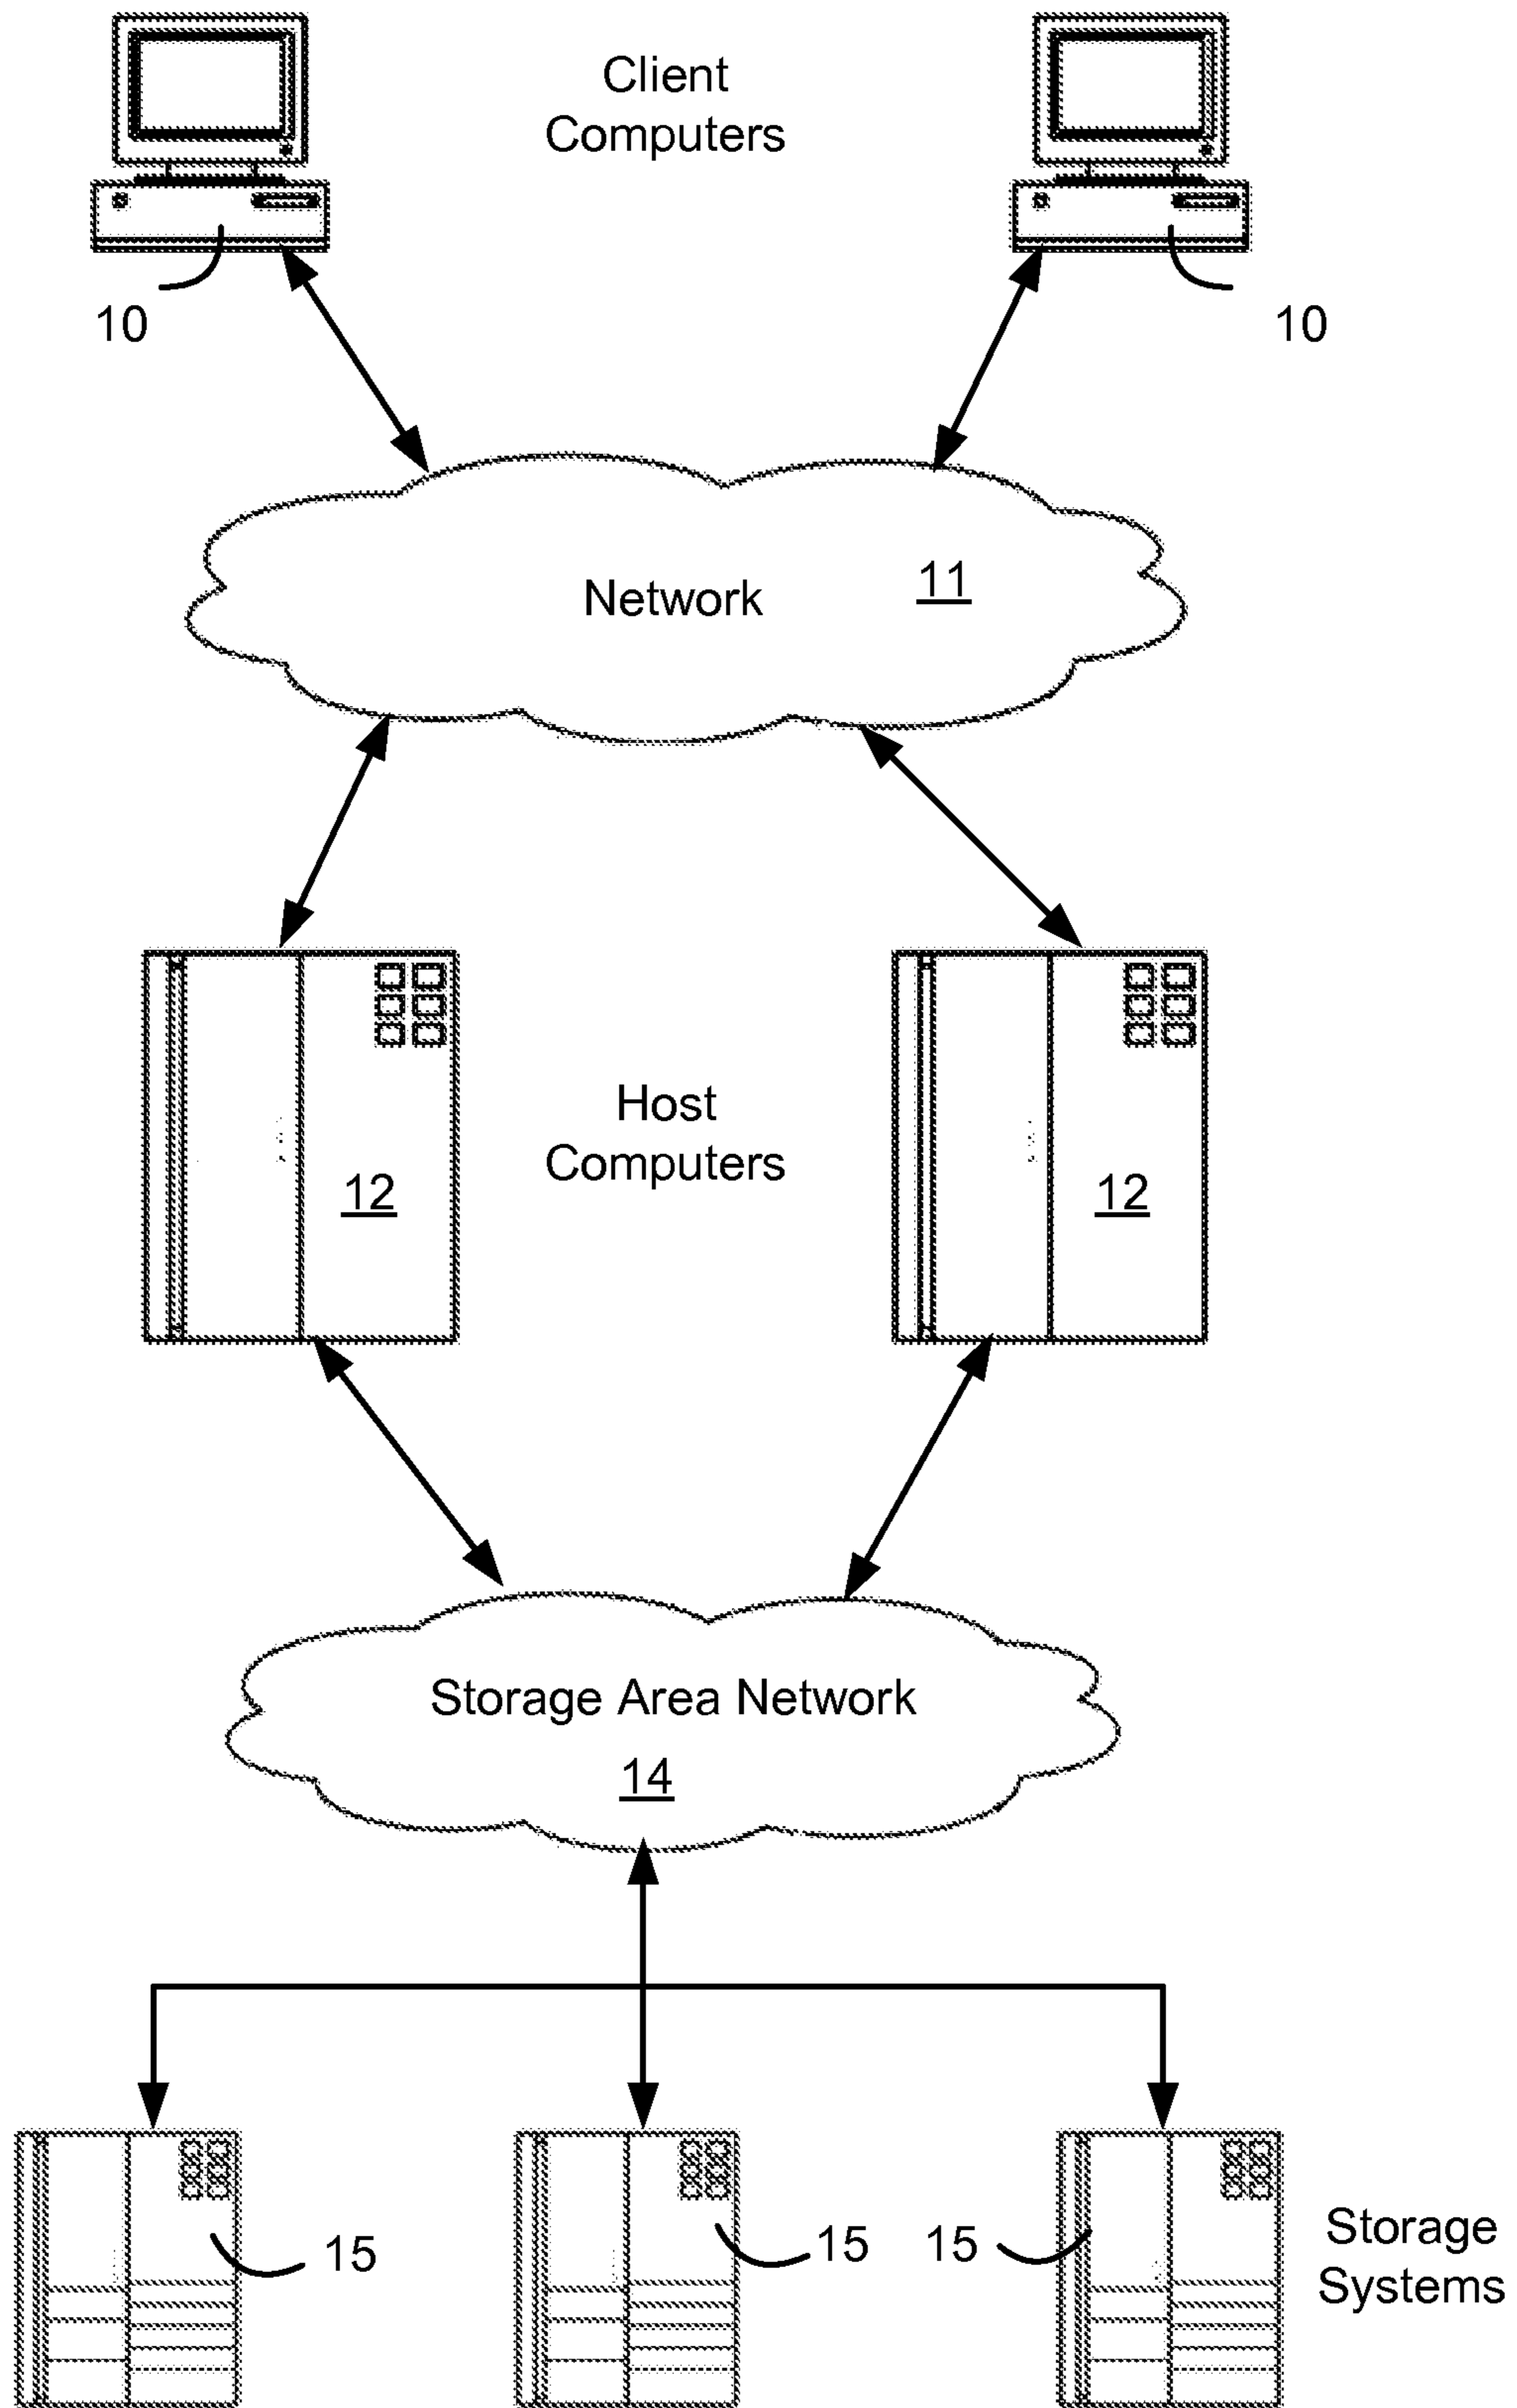 Client
Computers
10
10
Network
11
Host
Computers
12
12
Storage Area Network
14
15
15
15
Storage
Systems